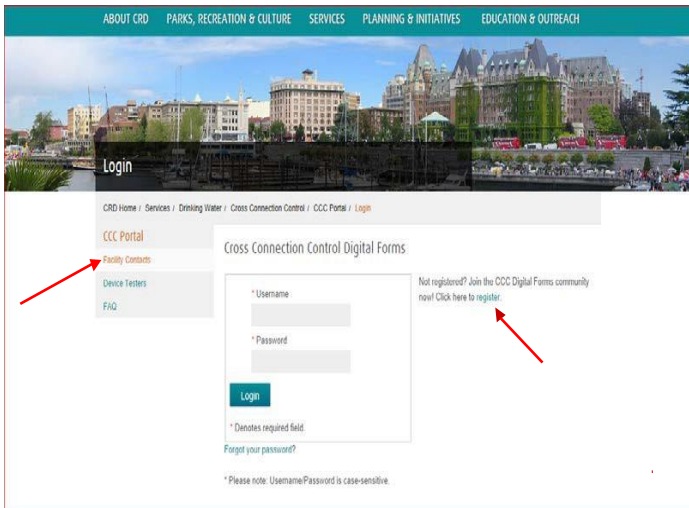 ABOUT CRD PARKS, RECREATION & CULTURE SERVICES PLANNING & INITIATIVES EDUCATION & OUTREACH
Login
CRD Home / Services / Drinking Water / Cross Connection Control / CCC Portal / Login
CCC Portal
Facility Contacts
Device Testers
FAQ
Cross Connection Control Digital Forms
* Username
* Password
Login
* Denotes required field.
Forgot your password?
* Please note: Username/Password is case-sensitive.
Not registered? Join the CCC Digital Forms community
now! Click here to register.